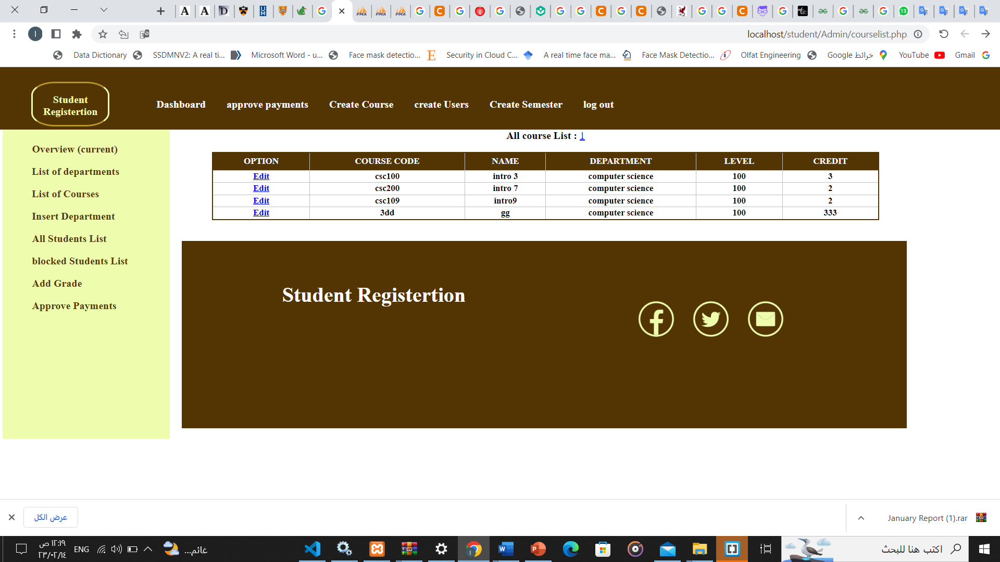 localhost/student/Admin/courselist.php
Data Dictionary
SSDMNV2: A real ti...
Microsoft Word - u...
Face mask detectio...
Security in Cloud C...
A real time face ma...
Face Mask Detectio...
Olfat Engineering
خرائط Google
YouTube
Gmail
Student
Registertion
Dashboard
approve payments
Create Course
create Users
Create Semester
log out
Overview (current)
List of departments
List of Courses
Insert Department
All Students List
blocked Students List
Add Grade
Approve Payments
All course List : 1
OPTION COURSE CODE NAME DEPARTMENT LEVEL CREDIT
Edit csc100 intro 3 computer science 100 3
Edit csc200 intro 7 computer science 100 2
Edit csc109 intro9 computer science 100 2
Edit 3dd gg computer science 100 333
Student Registertion
عرض الكل
January Report (1).rar
١٢:١٩ ص
٢٣/٠٢/١٤
ENG
غائم...
اكتب هنا للبحث